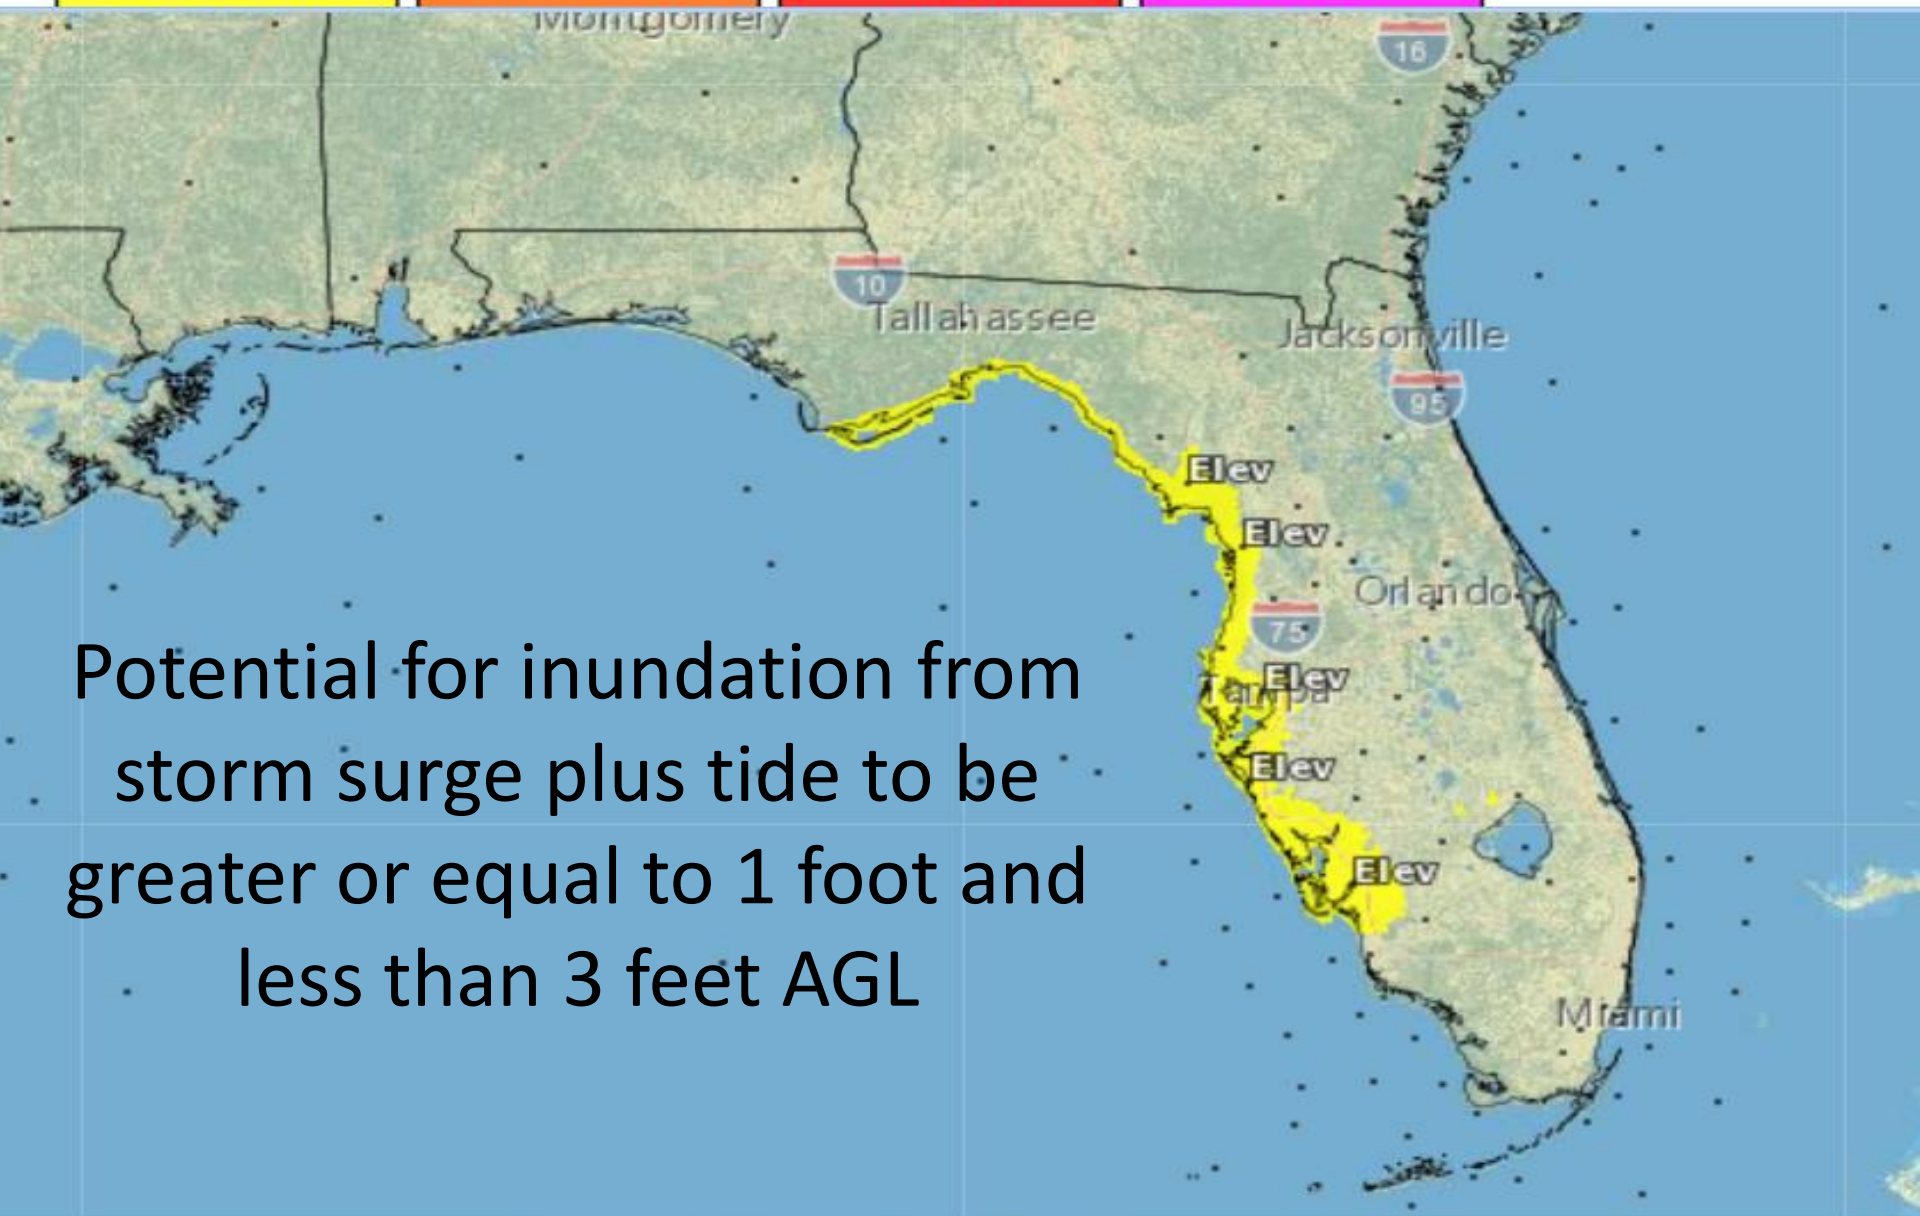 Montgomery
16
10
Tallahassee
Jacksonville
95
Elev
Elev
Orlando
75
Elev
Tampa
Elev
Elev
Miami
Potential for inundation from
storm surge plus tide to be
greater or equal to 1 foot and
less than 3 feet AGL